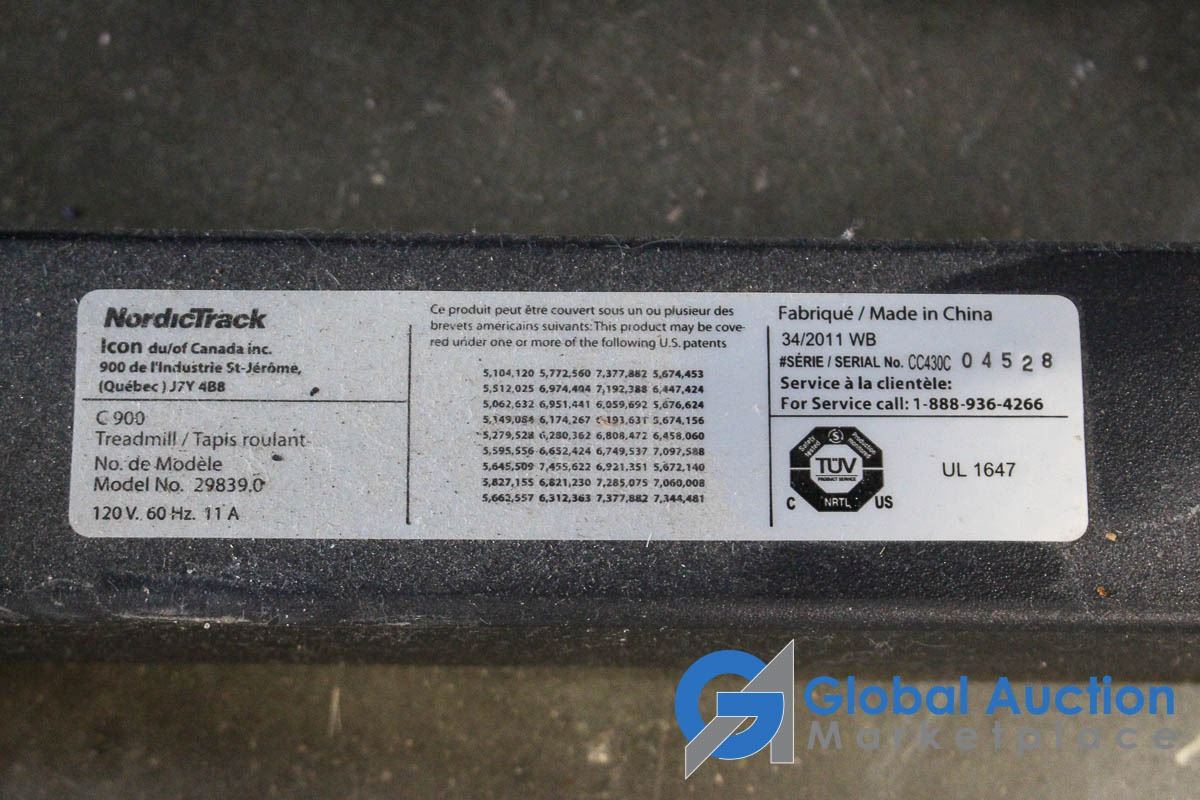 NordicTrack
Icon du/of Canada inc.
900 de l'Industrie St-Jérôme,
(Québec) J7Y 4B8
C 900
Treadmill / Tapis roulant
No. de Modèle
Model No. 29839.0
120 V. 60 Hz. 11 A
Ce produit peut être couvert sous un ou plusieur des
brevets americains suivants: This product may be cove-
red under one or more of the following U.S. patents
5,104,120 5,772,560 7,377,882 5,674,453
5,512,025 6,974,404 7,192,388 6,447,424
5,062,632 6,951,441 6,059,692 5,676,624
5,149,084 6,174,267 6,193,631 5,674,156
5,279,528 6,280,362 6,808,472 6,458,060
5,595,556 6,652,424 6,749,537 7,097,588
5,645,509 7,455,622 6,921,351 5,672,140
5,827,155 6,821,230 7,285,075 7,060,008
5,662,557 6,312,363 7,377,882 7,344,481
Fabriqué / Made in China
34/2011 WB
#SÉRIE / SERIAL No. CC430C 04528
Service à la clientèle:
For Service call: 1-888-936-4266
Safety tested S Production monitored
TÜV
PRODUCT SERVICE
C NRTL US
UL 1647
Global Auction
Marketplace